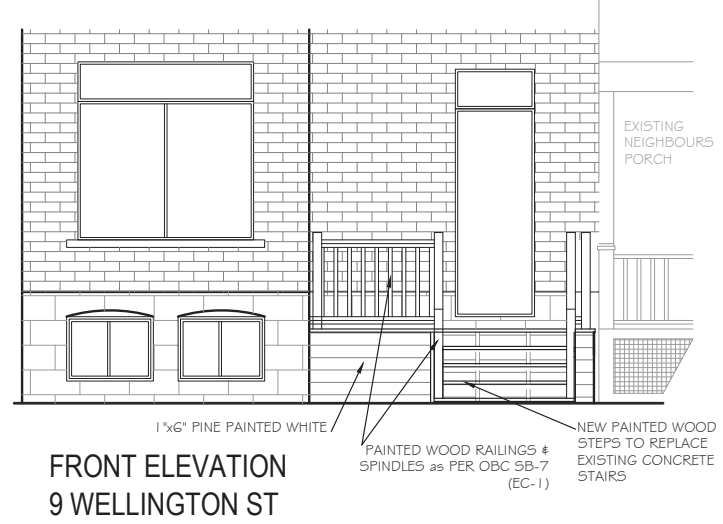 EXISTING
NEIGHBOURS
PORCH
1"x6" PINE PAINTED WHITE
PAINTED WOOD RAILINGS &
SPINDLES as PER OBC SB-7
(EC-1)
NEW PAINTED WOOD
STEPS TO REPLACE
EXISTING CONCRETE
STAIRS
FRONT ELEVATION
9 WELLINGTON ST